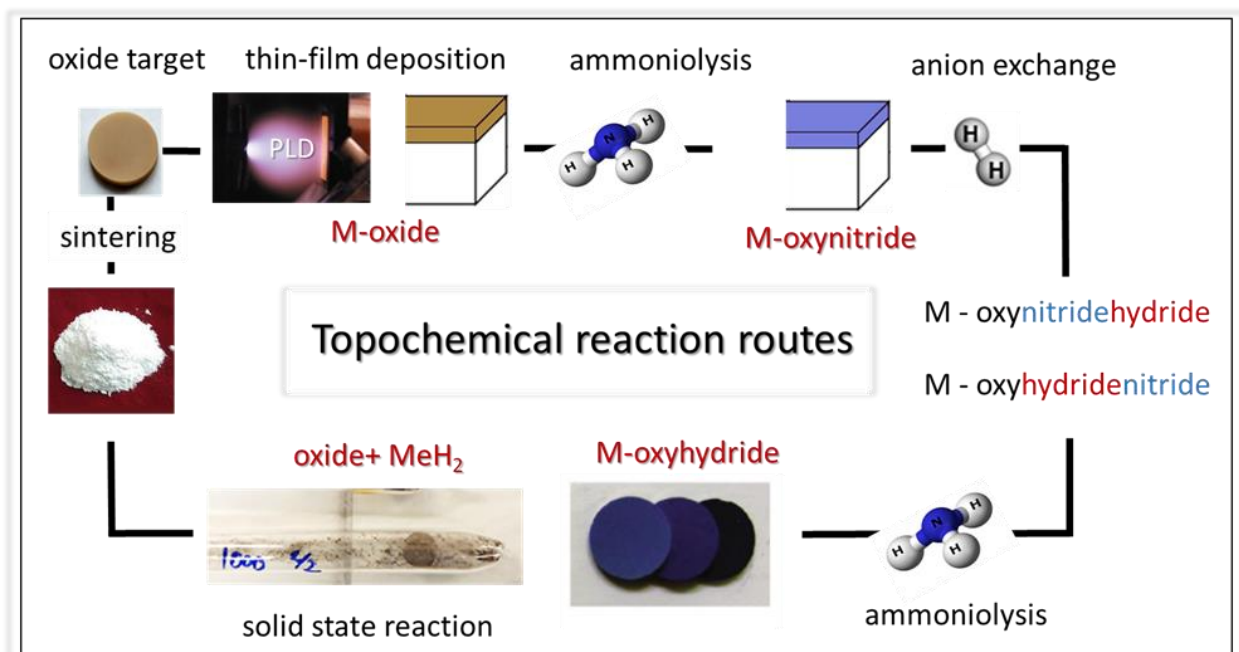 oxide target
thin-film deposition
ammoniolysis
anion exchange
PLD
N
H
H
H
H
H
sintering
M-oxide
M-oxynitride
Topochemical reaction routes
M - oxynitridehydride
M - oxyhydridenitride
oxide+ MeH₂
M-oxyhydride
N
H
H
H
solid state reaction
ammoniolysis